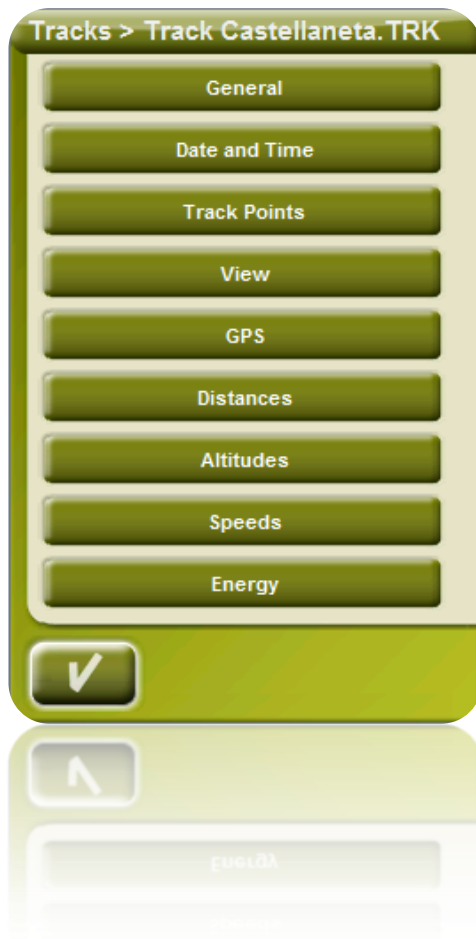 Tracks > Track Castellaneta.TRK
General
Date and Time
Track Points
View
GPS
Distances
Altitudes
Speeds
Energy